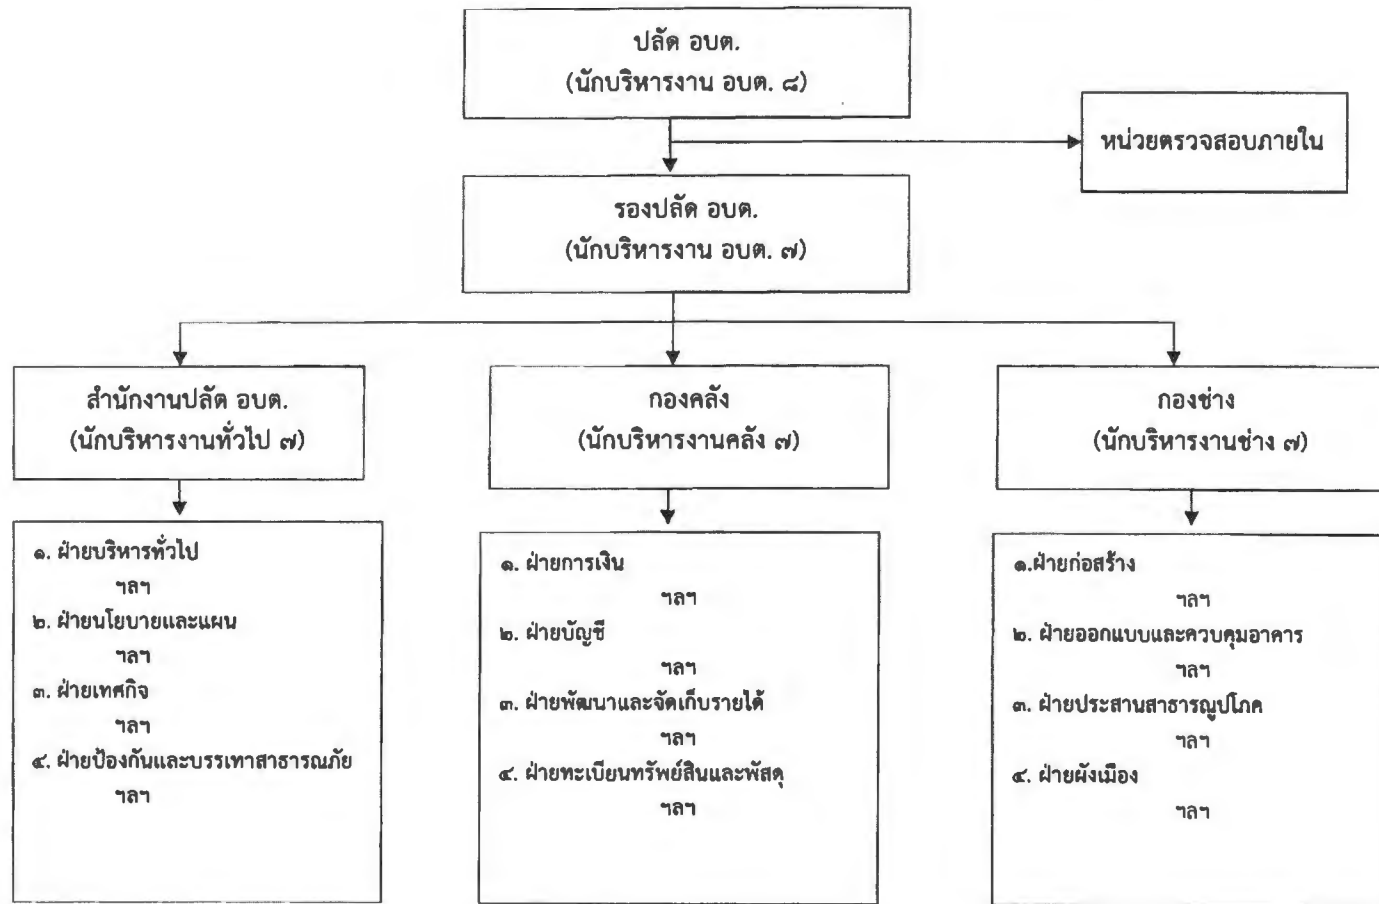 ปลัด อบต.
(นักบริหารงาน อบต. ๘)
หน่วยตรวจสอบภายใน
รองปลัด อบต.
(นักบริหารงาน อบต. ๗)
สำนักงานปลัด อบต.
(นักบริหารงานทั่วไป ๗)
กองคลัง
(นักบริหารงานคลัง ๗)
กองช่าง
(นักบริหารงานช่าง ๗)
๑. ฝ่ายบริหารทั่วไป
ฯลฯ
๒. ฝ่ายนโยบายและแผน
ฯลฯ
๓. ฝ่ายเทศกิจ
ฯลฯ
๔. ฝ่ายป้องกันและบรรเทาสาธารณภัย
ฯลฯ
๑. ฝ่ายการเงิน
ฯลฯ
๒. ฝ่ายบัญชี
ฯลฯ
๓. ฝ่ายพัฒนาและจัดเก็บรายได้
ฯลฯ
๔. ฝ่ายทะเบียนทรัพย์สินและพัสดุ
ฯลฯ
๑.ฝ่ายก่อสร้าง
ฯลฯ
๒. ฝ่ายออกแบบและควบคุมอาคาร
ฯลฯ
๓. ฝ่ายประสานสาธารณูปโภค
ฯลฯ
๔. ฝ่ายผังเมือง
ฯลฯ